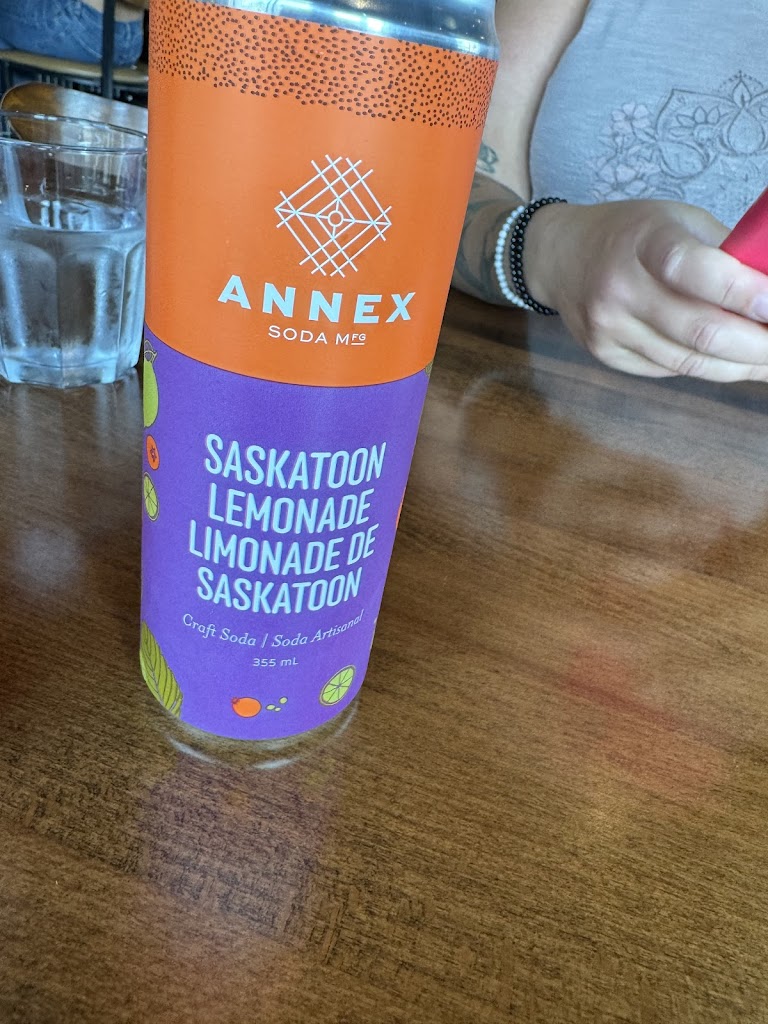 ANNEX
SODA MFG
SASKATOON
LEMONADE
LIMONADE DE
SASKATOON
Craft Soda / Soda Artisanal
355 mL